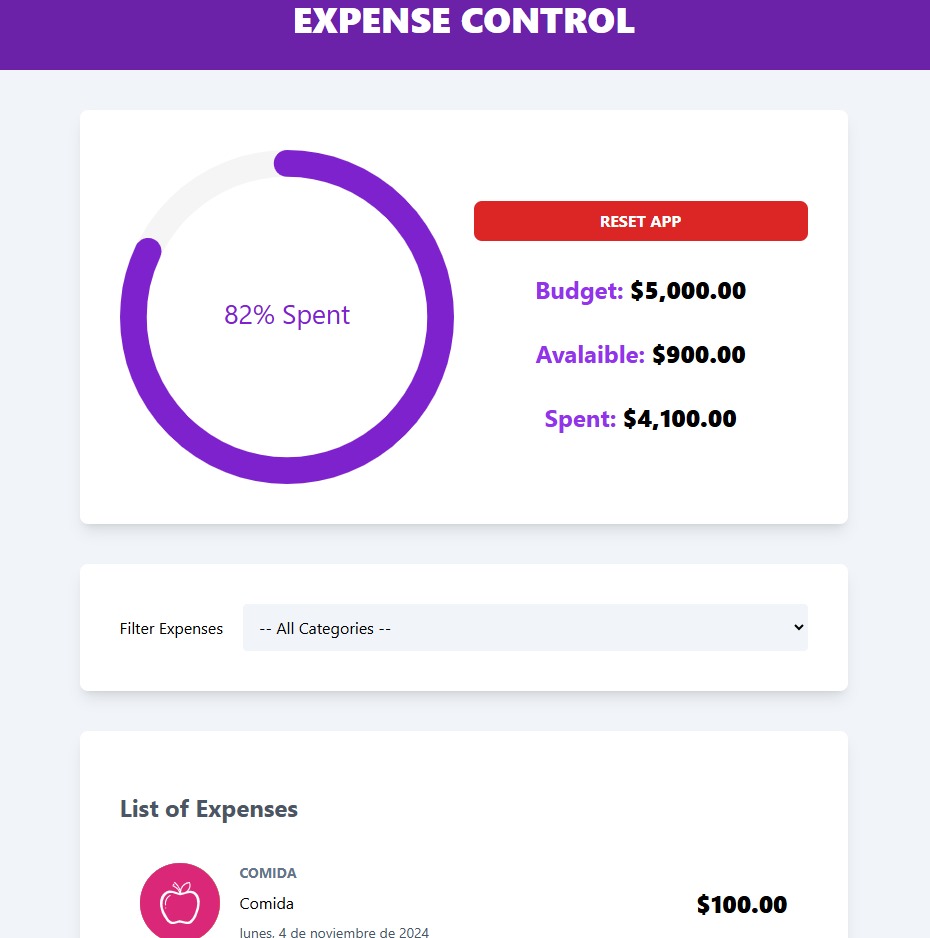 EXPENSE CONTROL
82% Spent
RESET APP
Budget: $5,000.00
Avalaible: $900.00
Spent: $4,100.00
Filter Expenses
-- All Categories --
List of Expenses
COMIDA
Comida
$100.00
lunes, 4 de noviembre de 2024